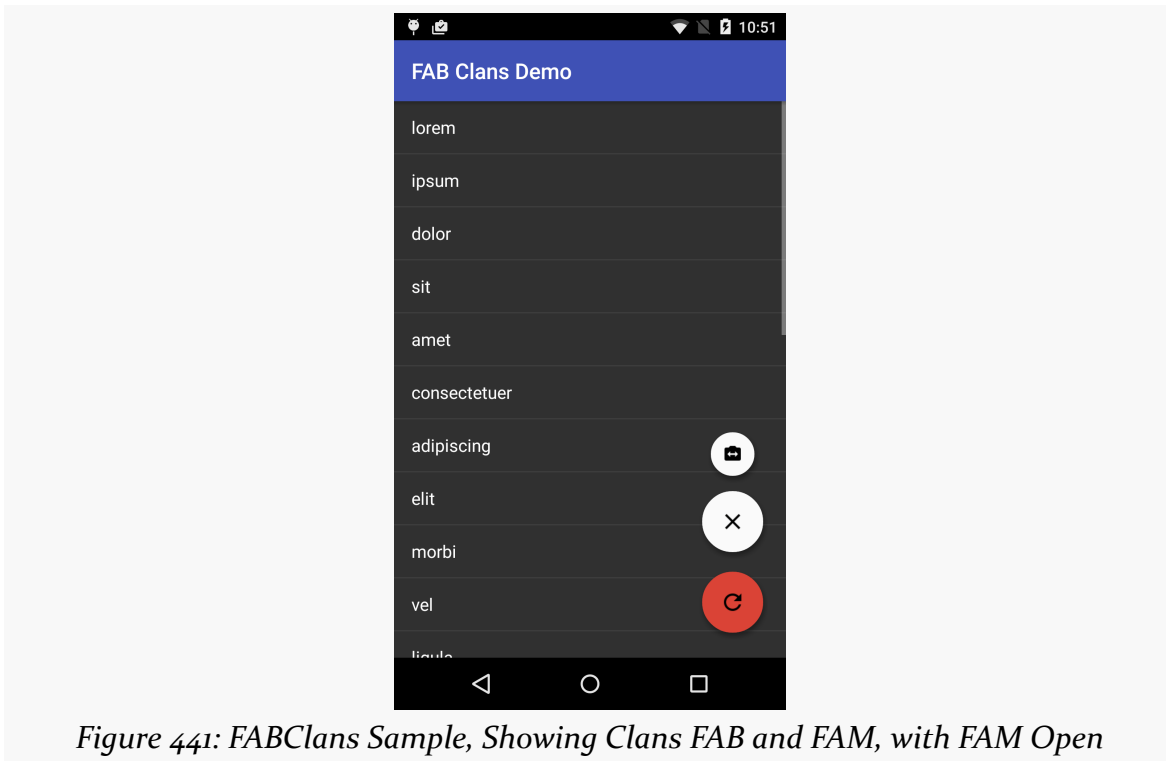 10:51
FAB Clans Demo
lorem
ipsum
dolor
sit
amet
consectetuer
adipiscing
elit
morbi
vel
ligula
Figure 441: FABClans Sample, Showing Clans FAB and FAM, with FAM Open